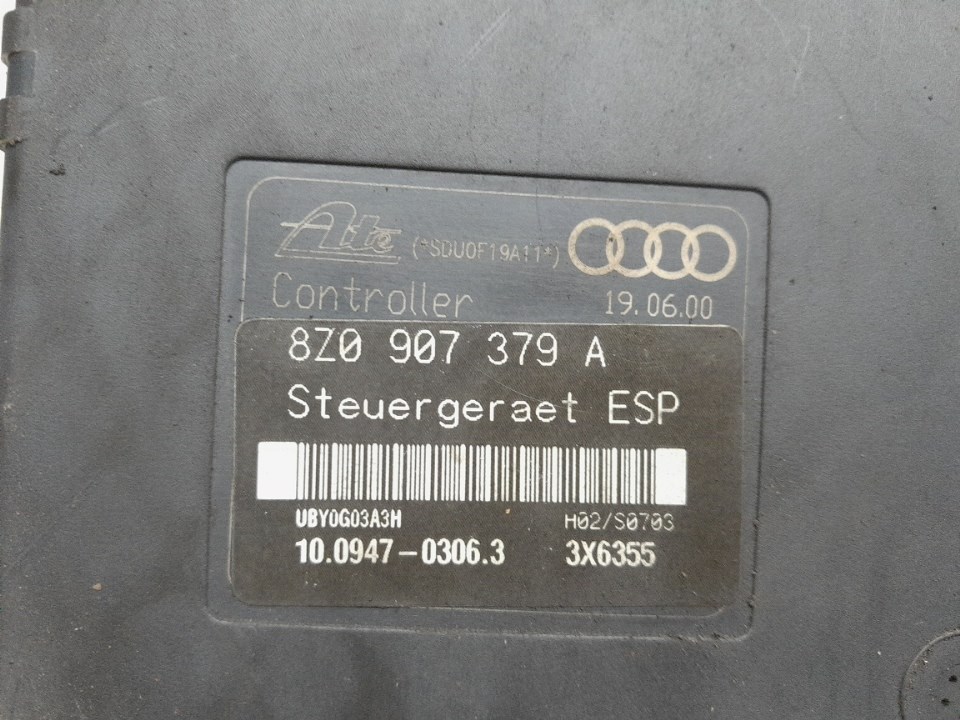 Ate (*SDU0F19A11*)
Controller 19.06.00
8Z0 907 379 A
Steuergeraet ESP
UBY0G03A3H H02/S0703
10.0947-0306.3 3X6355